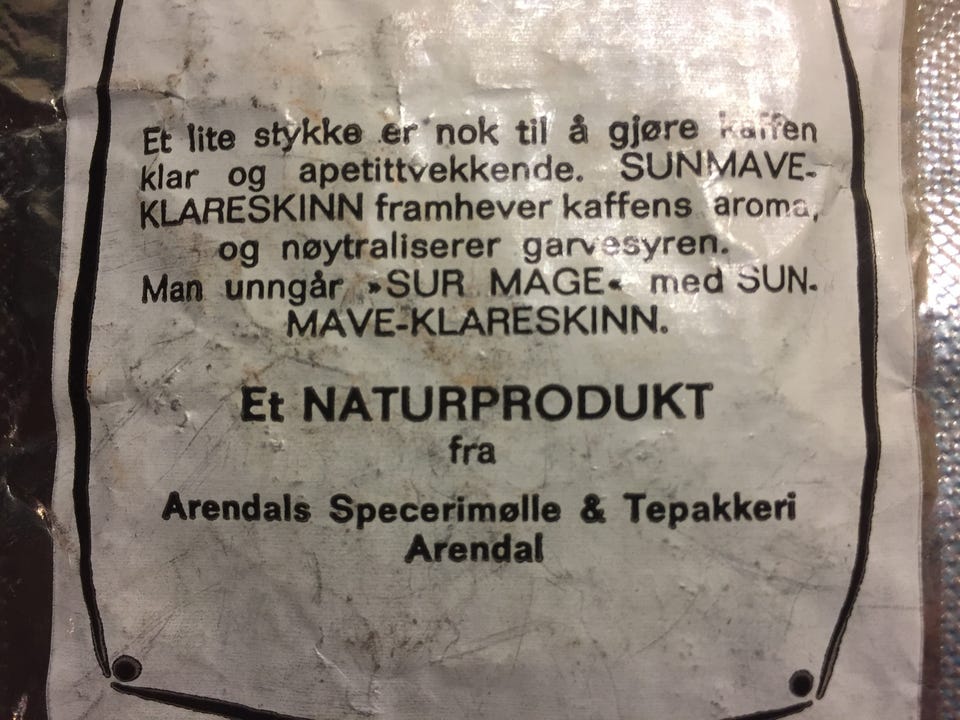 Et lite stykke er nok til å gjøre kaffen
klar og apetittvekkende. SUNMAVE-
KLARESKINN framhever kaffens aroma,
og nøytraliserer garvesyren.
Man unngår »SUR MAGE« med SUN-
MAVE-KLARESKINN.
Et NATURPRODUKT
fra
Arendals Specerimølle & Tepakkeri
Arendal